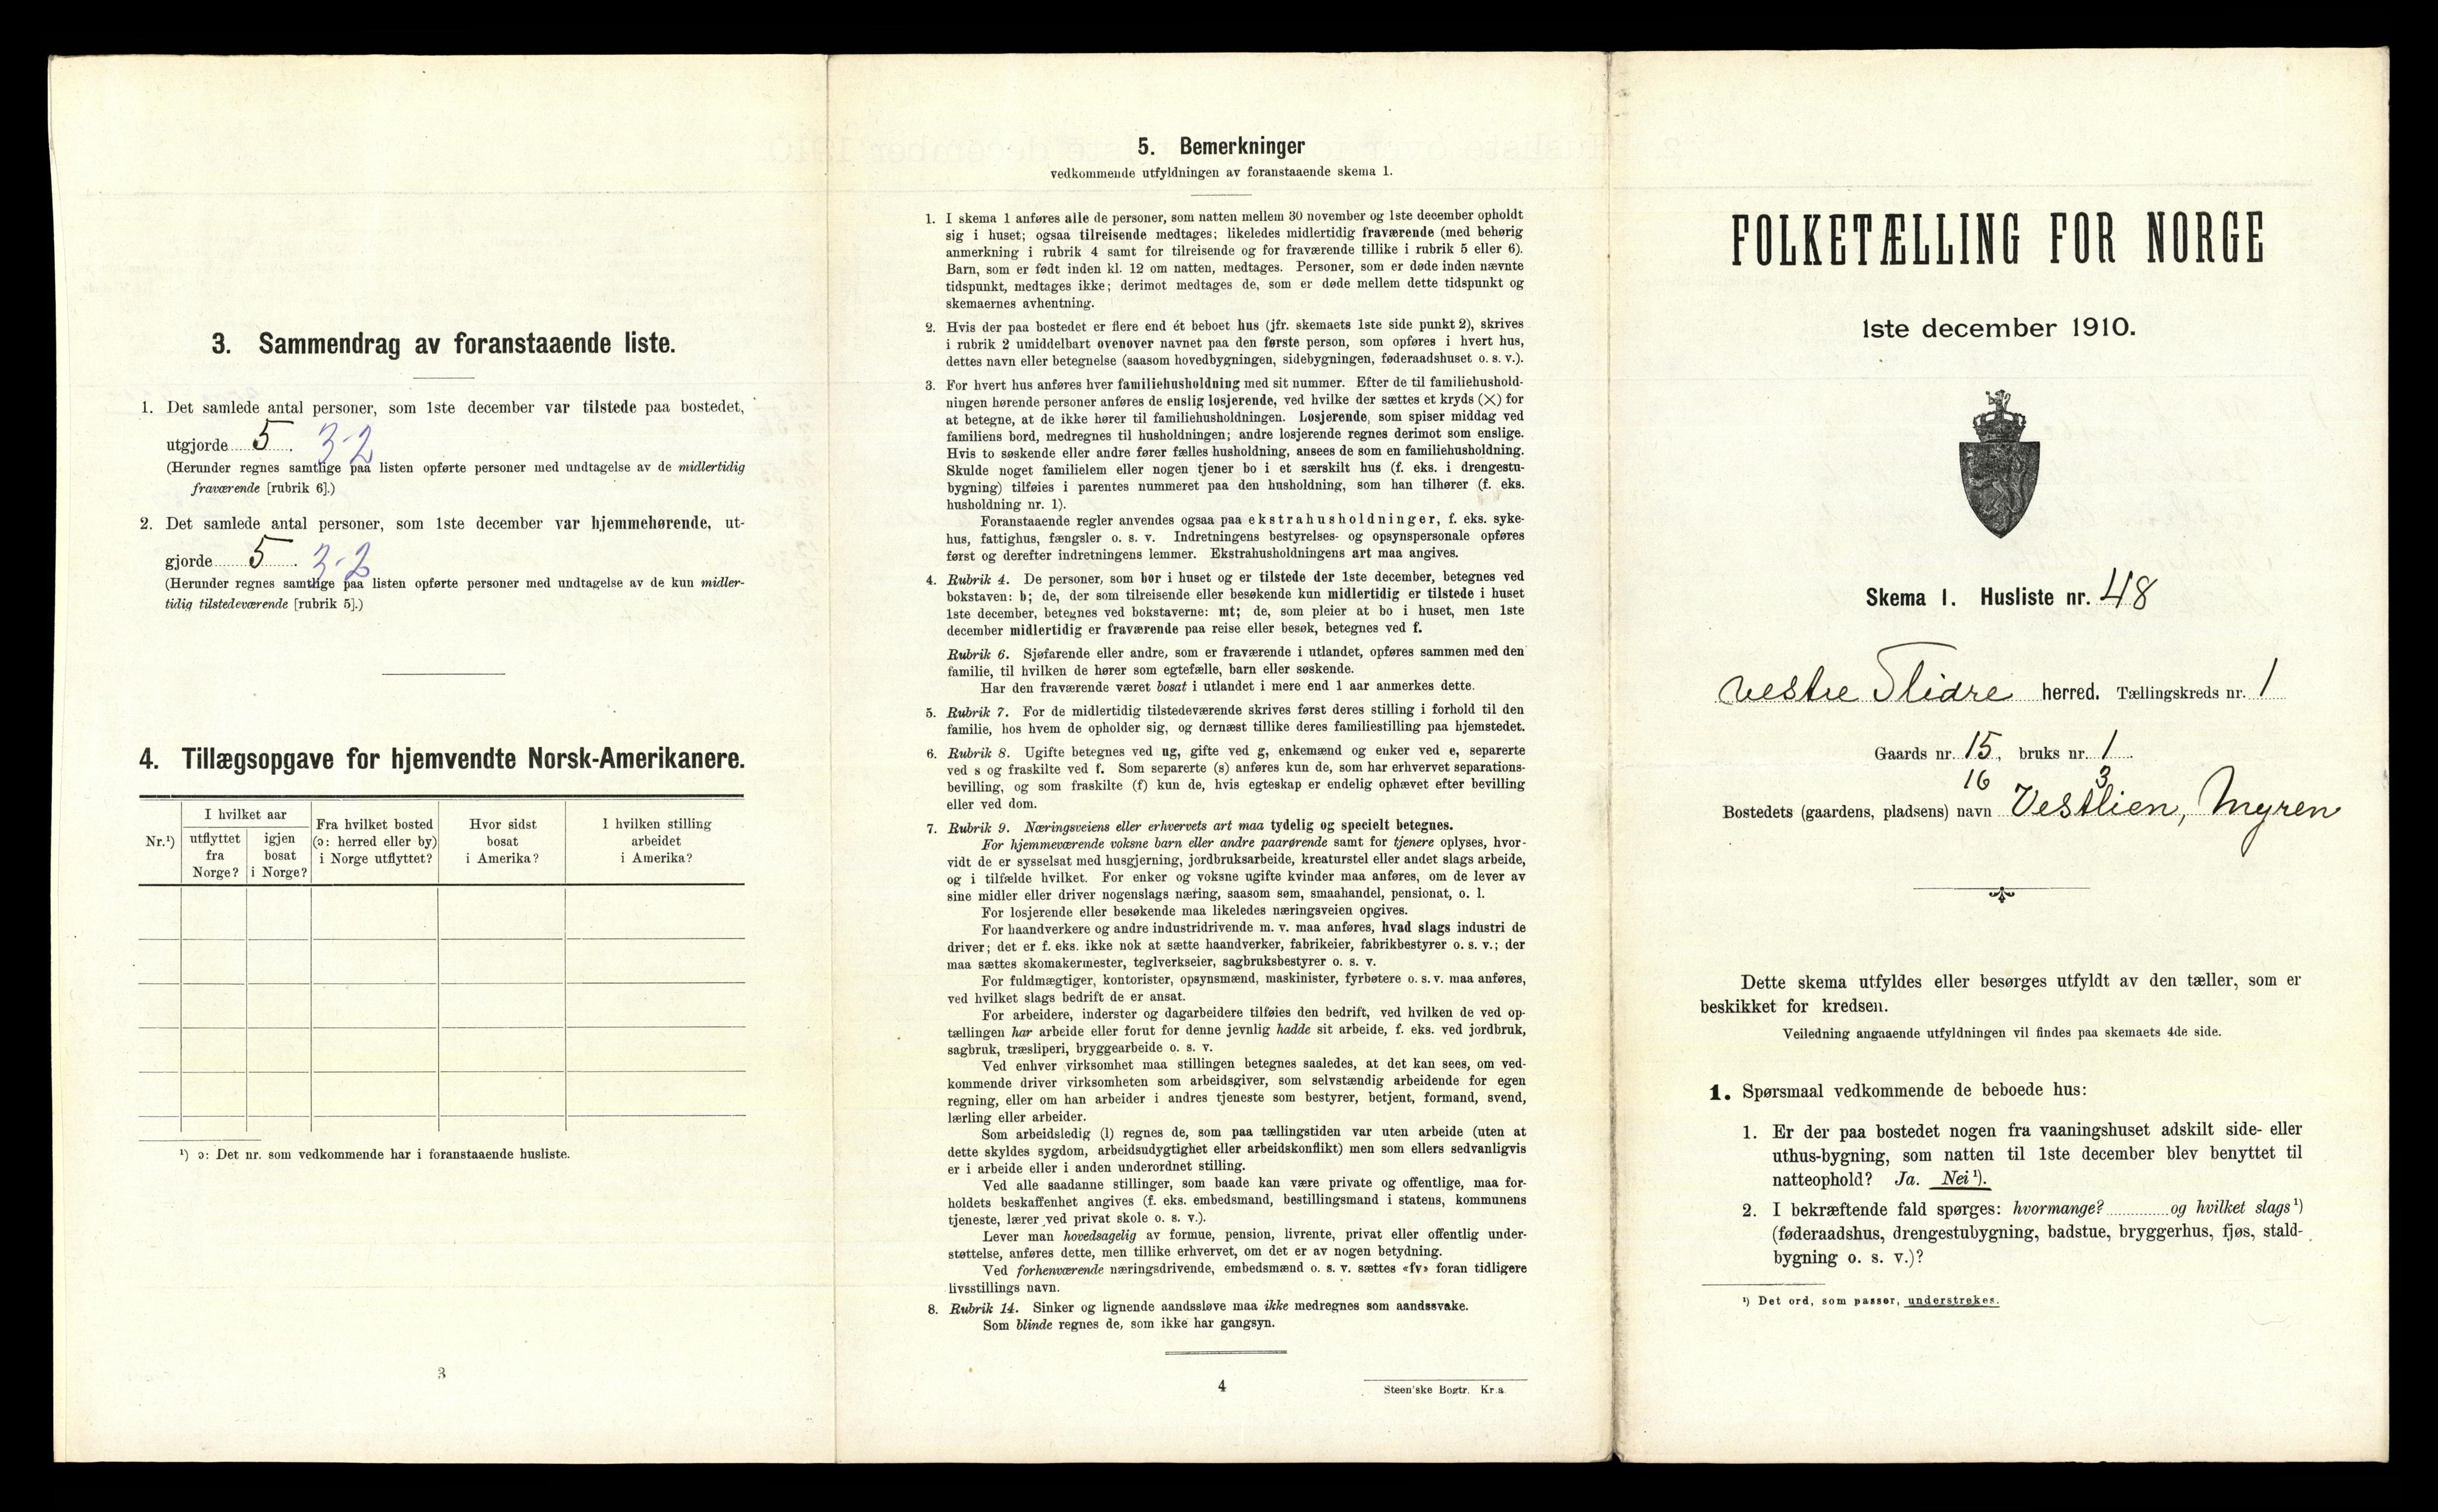 3. Sammendrag av foranstaaende liste.
1. Det samlede antal personer, som 1ste december var tilstede paa bostedet,
utgjorde 5. 3-2
(Herunder regnes samtlige paa listen opførte personer med undtagelse av de midlertidig
fraværende [rubrik 6].)
2. Det samlede antal personer, som 1ste december var hjemmehørende, ut-
gjorde 5. 3-2
(Herunder regnes samtlige paa listen opførte personer med undtagelse av de kun midler-
tidig tilstedeværende [rubrik 5].)
4. Tillægsopgave for hjemvendte Norsk-Amerikanere.
Nr.¹)
I hvilket aar
utflyttet
fra
Norge?
igjen
bosat
i Norge?
Fra hvilket bosted
(ɔ: herred eller by)
i Norge utflyttet?
Hvor sidst
bosat
i Amerika?
I hvilken stilling
arbeidet
i Amerika?
¹) ɔ: Det nr. som vedkommende har i foranstaaende husliste.
3
5. Bemerkninger
vedkommende utfyldningen av foranstaaende skema 1.
1. I skema 1 anføres alle de personer, som natten mellem 30 november og 1ste december opholdt
sig i huset; ogsaa tilreisende medtages; likeledes midlertidig fraværende (med behørig
anmerkning i rubrik 4 samt for tilreisende og for fraværende tillike i rubrik 5 eller 6).
Barn, som er født inden kl. 12 om natten, medtages. Personer, som er døde inden nævnte
tidspunkt, medtages ikke; derimot medtages de, som er døde mellem dette tidspunkt og
skemaernes avhentning.
2. Hvis der paa bostedet er flere end ét beboet hus (jfr. skemaets 1ste side punkt 2), skrives
i rubrik 2 umiddelbart ovenover navnet paa den første person, som opføres i hvert hus,
dettes navn eller betegnelse (saasom hovedbygningen, sidebygningen, føderaadshuset o. s. v.).
3. For hvert hus anføres hver familiehusholdning med sit nummer. Efter de til familiehushold-
ningen hørende personer anføres de enslig losjerende, ved hvilke der sættes et kryds (×) for
at betegne, at de ikke hører til familiehusholdningen. Losjerende, som spiser middag ved
familiens bord, medregnes til husholdningen; andre losjerende regnes derimot som enslige.
Hvis to søskende eller andre fører fælles husholdning, ansees de som en familiehusholdning.
Skulde noget familielem eller nogen tjener bo i et særskilt hus (f. eks. i drengestu-
bygning) tilføies i parentes nummeret paa den husholdning, som han tilhører (f. eks.
husholdning nr. 1).
Foranstaaende regler anvendes ogsaa paa ekstrahusholdninger, f. eks. syke-
hus, fattighus, fængsler o. s. v. Indretningens bestyrelses- og opsynspersonale opføres
først og derefter indretningens lemmer. Ekstrahusholdningens art maa angives.
4. Rubrik 4. De personer, som bor i huset og er tilstede der 1ste december, betegnes ved
bokstaven: b; de, der som tilreisende eller besøkende kun midlertidig er tilstede i huset
1ste december, betegnes ved bokstaverne: mt; de, som pleier at bo i huset, men 1ste
december midlertidig er fraværende paa reise eller besøk, betegnes ved f.
Rubrik 6. Sjøfarende eller andre, som er fraværende i utlandet, opføres sammen med den
familie, til hvilken de hører som egtefælle, barn eller søskende.
Har den fraværende været bosat i utlandet i mere end 1 aar anmerkes dette.
5. Rubrik 7. For de midlertidig tilstedeværende skrives først deres stilling i forhold til den
familie, hos hvem de opholder sig, og dernæst tillike deres familiestilling paa hjemstedet.
6. Rubrik 8. Ugifte betegnes ved ug, gifte ved g, enkemænd og enker ved e, separerte
ved s og fraskilte ved f. Som separerte (s) anføres kun de, som har erhvervet separations-
bevilling, og som fraskilte (f) kun de, hvis egteskap er endelig ophævet efter bevilling
eller ved dom.
7. Rubrik 9. Næringsveiens eller erhvervets art maa tydelig og specielt betegnes.
For hjemmeværende voksne barn eller andre paarørende samt for tjenere oplyses, hvor-
vidt de er sysselsat med husgjerning, jordbruksarbeide, kreaturstel eller andet slags arbeide,
og i tilfælde hvilket. For enker og voksne ugifte kvinder maa anføres, om de lever av
sine midler eller driver nogenslags næring, saasom søm, smaahandel, pensionat, o. l.
For losjerende eller besøkende maa likeledes næringsveien opgives.
For haandverkere og andre industridrivende m. v. maa anføres, hvad slags industri de
driver; det er f. eks. ikke nok at sætte haandverker, fabrikeier, fabrikbestyrer o. s. v.; der
maa sættes skomakermester, teglverkseier, sagbruksbestyrer o. s. v.
For fuldmægtiger, kontorister, opsynsmænd, maskinister, fyrbøtere o. s. v. maa anføres,
ved hvilket slags bedrift de er ansat.
For arbeidere, inderster og dagarbeidere tilføies den bedrift, ved hvilken de ved op-
tællingen har arbeide eller forut for denne jevnlig hadde sit arbeide, f. eks. ved jordbruk,
sagbruk, træsliperi, bryggearbeide o. s. v.
Ved enhver virksomhet maa stillingen betegnes saaledes, at det kan sees, om ved-
kommende driver virksomheten som arbeidsgiver, som selvstændig arbeidende for egen
regning, eller om han arbeider i andres tjeneste som bestyrer, betjent, formand, svend,
lærling eller arbeider.
Som arbeidsledig (l) regnes de, som paa tællingstiden var uten arbeide (uten at
dette skyldes sygdom, arbeidsudygtighet eller arbeidskonflikt) men som ellers sedvanligvis
er i arbeide eller i anden underordnet stilling.
Ved alle saadanne stillinger, som baade kan være private og offentlige, maa for-
holdets beskaffenhet angives (f. eks. embedsmand, bestillingsmand i statens, kommunens
tjeneste, lærer ved privat skole o. s. v.).
Lever man hovedsagelig av formue, pension, livrente, privat eller offentlig under-
støttelse, anføres dette, men tillike erhvervet, om det er av nogen betydning.
Ved forhenværende næringsdrivende, embedsmænd o. s. v. sættes «fv» foran tidligere
livsstillings navn.
8. Rubrik 14. Sinker og lignende aandssløve maa ikke medregnes som aandssvake.
Som blinde regnes de, som ikke har gangsyn.
4
Steen'ske Bogtr. Kr.a
FOLKETÆLLING FOR NORGE
1ste december 1910.
Skema 1. Husliste nr. 48
vestre Slidre herred. Tællingskreds nr. 1
Gaards nr. 15, bruks nr. 1.
16 3
Bostedets (gaardens, pladsens) navn Vestlien, Myren
Dette skema utfyldes eller besørges utfyldt av den tæller, som er
beskikket for kredsen.
Veiledning angaaende utfyldningen vil findes paa skemaets 4de side.
1. Spørsmaal vedkommende de beboede hus:
1. Er der paa bostedet nogen fra vaaningshuset adskilt side- eller
uthus-bygning, som natten til 1ste december blev benyttet til
natteophold? Ja. Nei¹).
2. I bekræftende fald spørges: hvormange? og hvilket slags¹)
(føderaadshus, drengestubygning, badstue, bryggerhus, fjøs, stald-
bygning o. s. v.)?
¹) Det ord, som passer, understrekes.